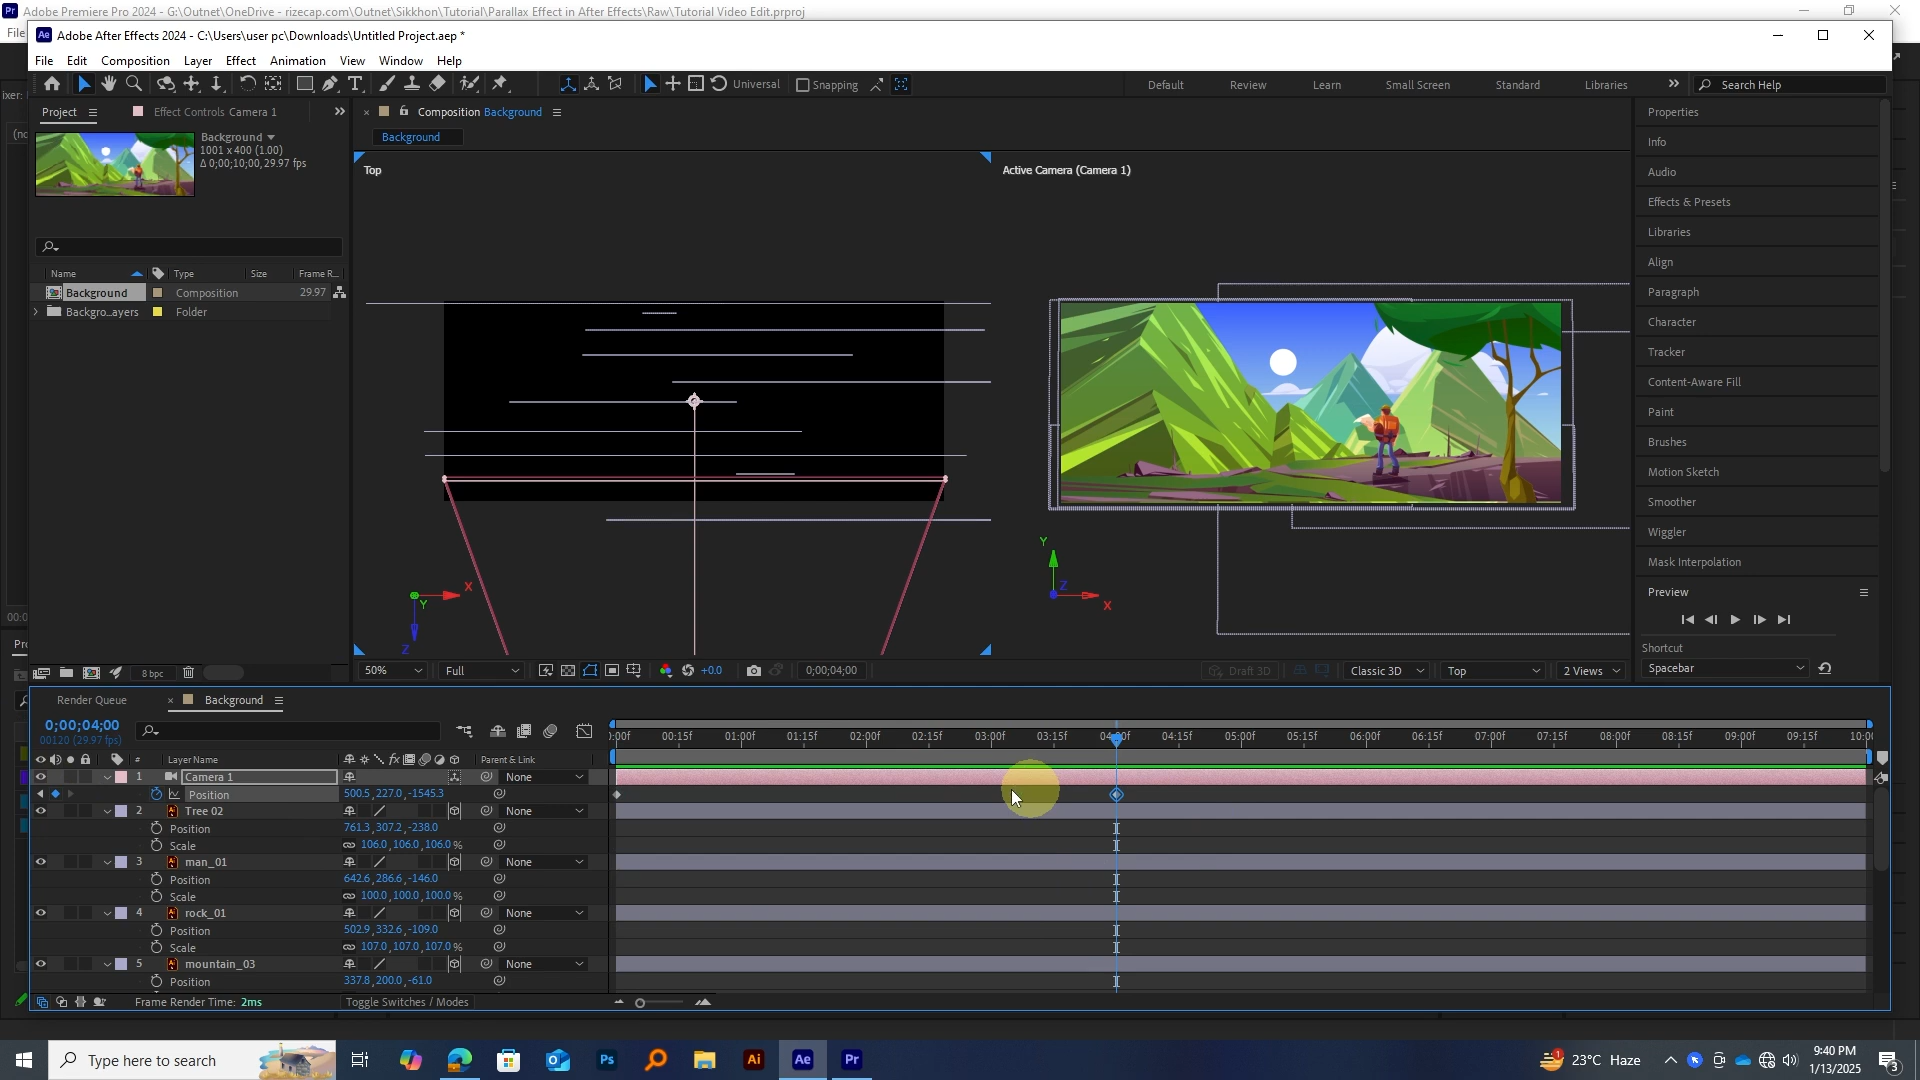 Adobe Premiere Pro 2024 - G:\Outnet\OneDrive - rizecap.com\Outnet\Sikkhon\Tutorial\Parallax Effect in After Effects\Raw\Tutorial Video Edit.prproj
Adobe After Effects 2024 - C:\Users\user pc\Downloads\Untitled Project.aep *
File Edit Composition Layer Effect Animation View Window Help
Universal Snapping Default Review Learn Small Screen Standard Libraries Search Help
Project Effect Controls Camera 1 Composition Background
Background
Background
1001 x 400 (1.00)
Δ 0;00;10;00, 29.97 fps
Top
Active Camera (Camera 1)
Name Type Size Frame R...
Background Composition 29.97
Backgro..ayers Folder
Y
X
Z
Y
X
Z
Properties
Info
Audio
Effects & Presets
Libraries
Align
Paragraph
Character
Tracker
Content-Aware Fill
Paint
Brushes
Motion Sketch
Smoother
Wiggler
Mask Interpolation
Preview
Shortcut
Spacebar
8 bpc 50% Full +0.0 0;00;04;00 Draft 3D Classic 3D Top 2 Views
Render Queue Background
0;00;04;00
00120 (29.97 fps)
):00f 00:15f 01:00f 01:15f 02:00f 02:15f 03:00f 03:15f 04:00f 04:15f 05:00f 05:15f 06:00f 06:15f 07:00f 07:15f 08:00f 08:15f 09:00f 09:15f 10:0
# Layer Name Parent & Link
1 Camera 1 None
Position 500.5, 227.0, -1545.3
2 Tree 02 None
Position 761.3, 307.2, -238.0
Scale 106.0, 106.0, 106.0 %
3 man_01 None
Position 642.6, 286.6, -146.0
Scale 100.0, 100.0, 100.0 %
4 rock_01 None
Position 502.9, 332.6, -109.0
Scale 107.0, 107.0, 107.0 %
5 mountain_03 None
Position 337.8, 200.0, -61.0
Frame Render Time: 2ms Toggle Switches / Modes
Type here to search
Ps Ai Ae Pr
23°C Haze
9:40 PM
1/13/2025
3